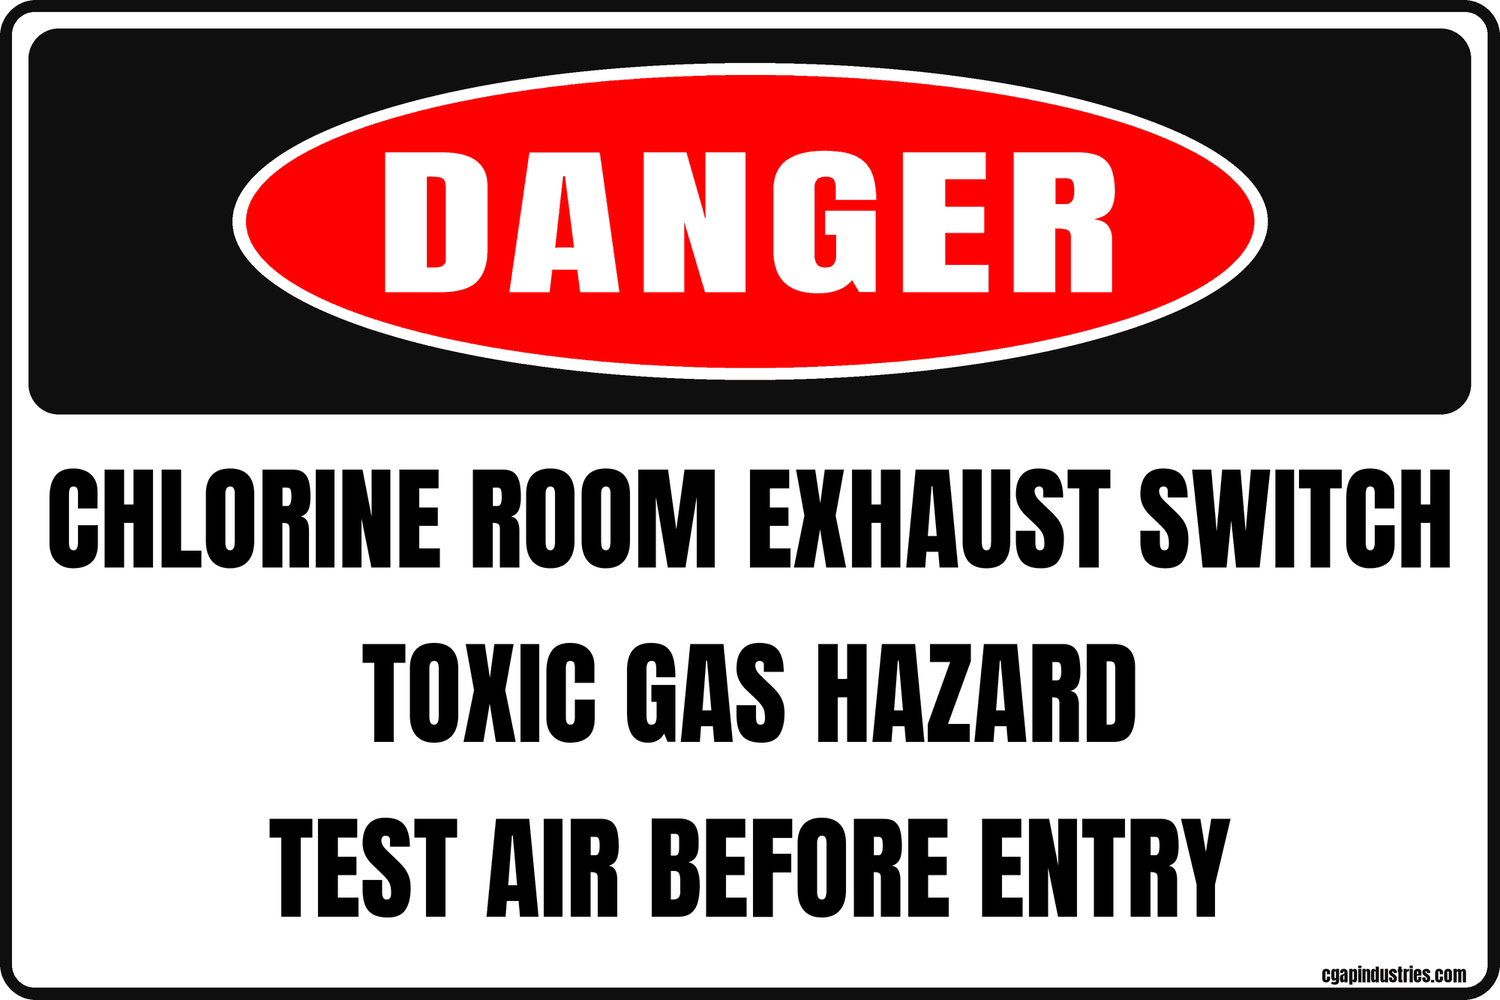 DANGER
CHLORINE ROOM EXHAUST SWITCH
TOXIC GAS HAZARD
TEST AIR BEFORE ENTRY
cgapindustries.com